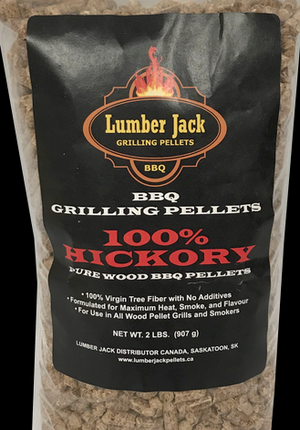 Lumber Jack
GRILLING PELLETS
BBQ
BBQ
GRILLING PELLETS
100%
HICKORY
PURE WOOD BBQ PELLETS
• 100% Virgin Tree Fiber with No Additives
• Formulated for Maximum Heat, Smoke, and Flavour
• For Use in All Wood Pellet Grills and Smokers
NET WT. 2 LBS. (907 g)
LUMBER JACK DISTRIBUTOR CANADA, SASKATOON, SK
www.lumberjackpellets.ca